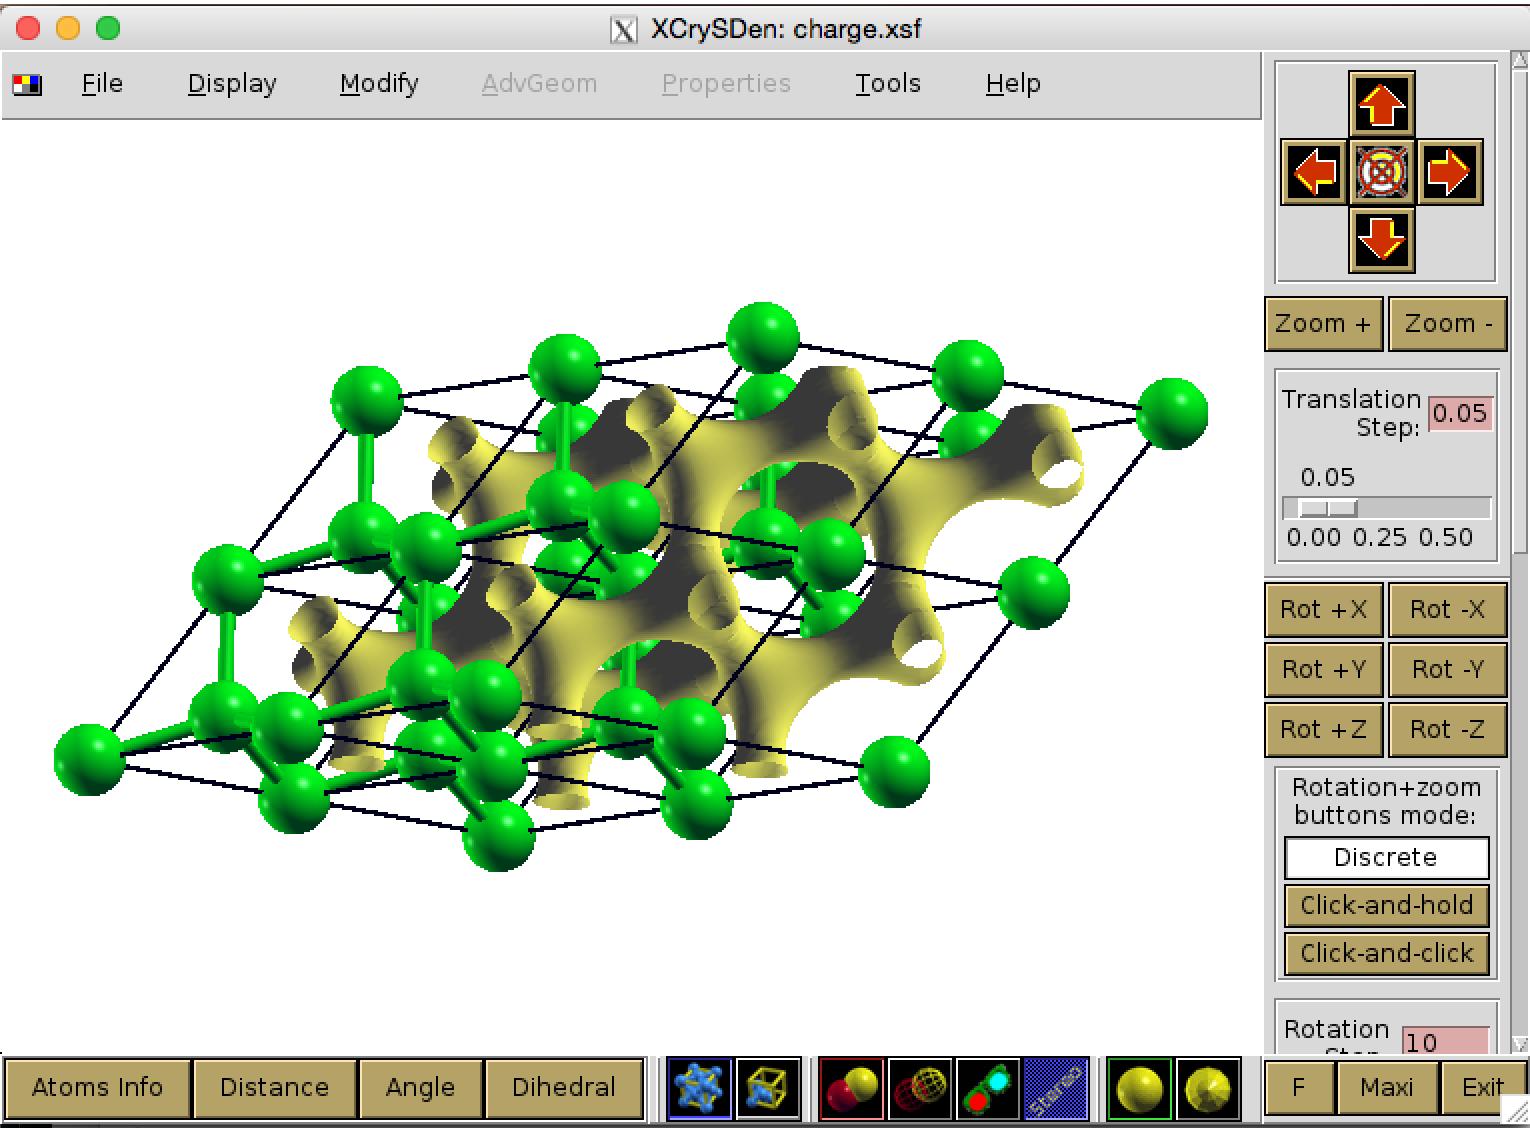 XCrySDen: charge.xsf
File Display Modify AdvGeom Properties Tools Help
Zoom + Zoom -
Translation
Step: 0.05
0.05
0.00 0.25 0.50
Rot +X Rot -X
Rot +Y Rot -Y
Rot +Z Rot -Z
Rotation+zoom
buttons mode:
Discrete
Click-and-hold
Click-and-click
Rotation
Step: 10
Atoms Info Distance Angle Dihedral Stereo F Maxi Exit